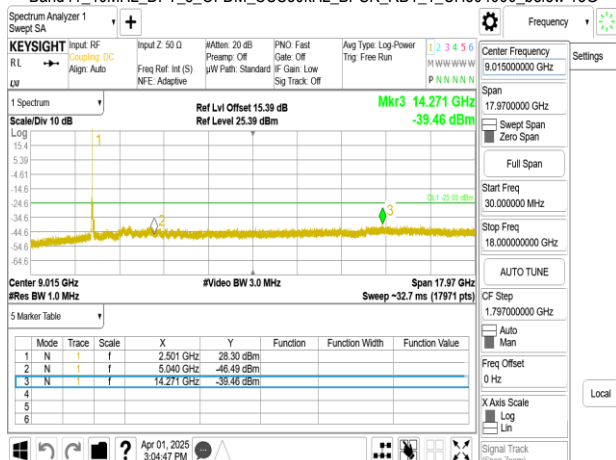 Spectrum Analyzer 1
Swept SA
+
Frequency
KEYSIGHT
RL
Input: RF
Coupling: DC
Align: Auto
Input Z: 50 Ω
Freq Ref: Int (S)
NFE: Adaptive
#Atten: 20 dB
Preamp: Off
µW Path: Standard
PNO: Fast
Gate: Off
IF Gain: Low
Sig Track: Off
Avg Type: Log-Power
Trig: Free Run
1 2 3 4 5 6
M W W W W W
P N N N N N
Center Frequency
9.015000000 GHz
Settings
1 Spectrum
Scale/Div 10 dB
Ref Lvl Offset 15.39 dB
Ref Level 25.39 dBm
Mkr3 14.271 GHz
-39.46 dBm
Span
17.9700000 GHz
Swept Span
Zero Span
Full Span
Log
15.4
5.39
-4.61
-14.6
-24.6
-34.6
-44.6
-54.6
-64.6
1
2
3
DL1 -25.00 dBm
Start Freq
30.000000 MHz
Stop Freq
18.000000000 GHz
AUTO TUNE
Center 9.015 GHz
#Res BW 1.0 MHz
#Video BW 3.0 MHz
Span 17.97 GHz
Sweep ~32.7 ms (17971 pts)
CF Step
1.797000000 GHz
Auto
Man
5 Marker Table
Mode Trace Scale X Y Function Function Width Function Value
1 N 1 f 2.501 GHz 28.30 dBm
2 N 1 f 5.040 GHz -46.49 dBm
3 N 1 f 14.271 GHz -39.46 dBm
4
5
6
Freq Offset
0 Hz
X Axis Scale
Log
Lin
Local
Signal Track
(Span Zoom)
?
Apr 01, 2025
3:04:47 PM